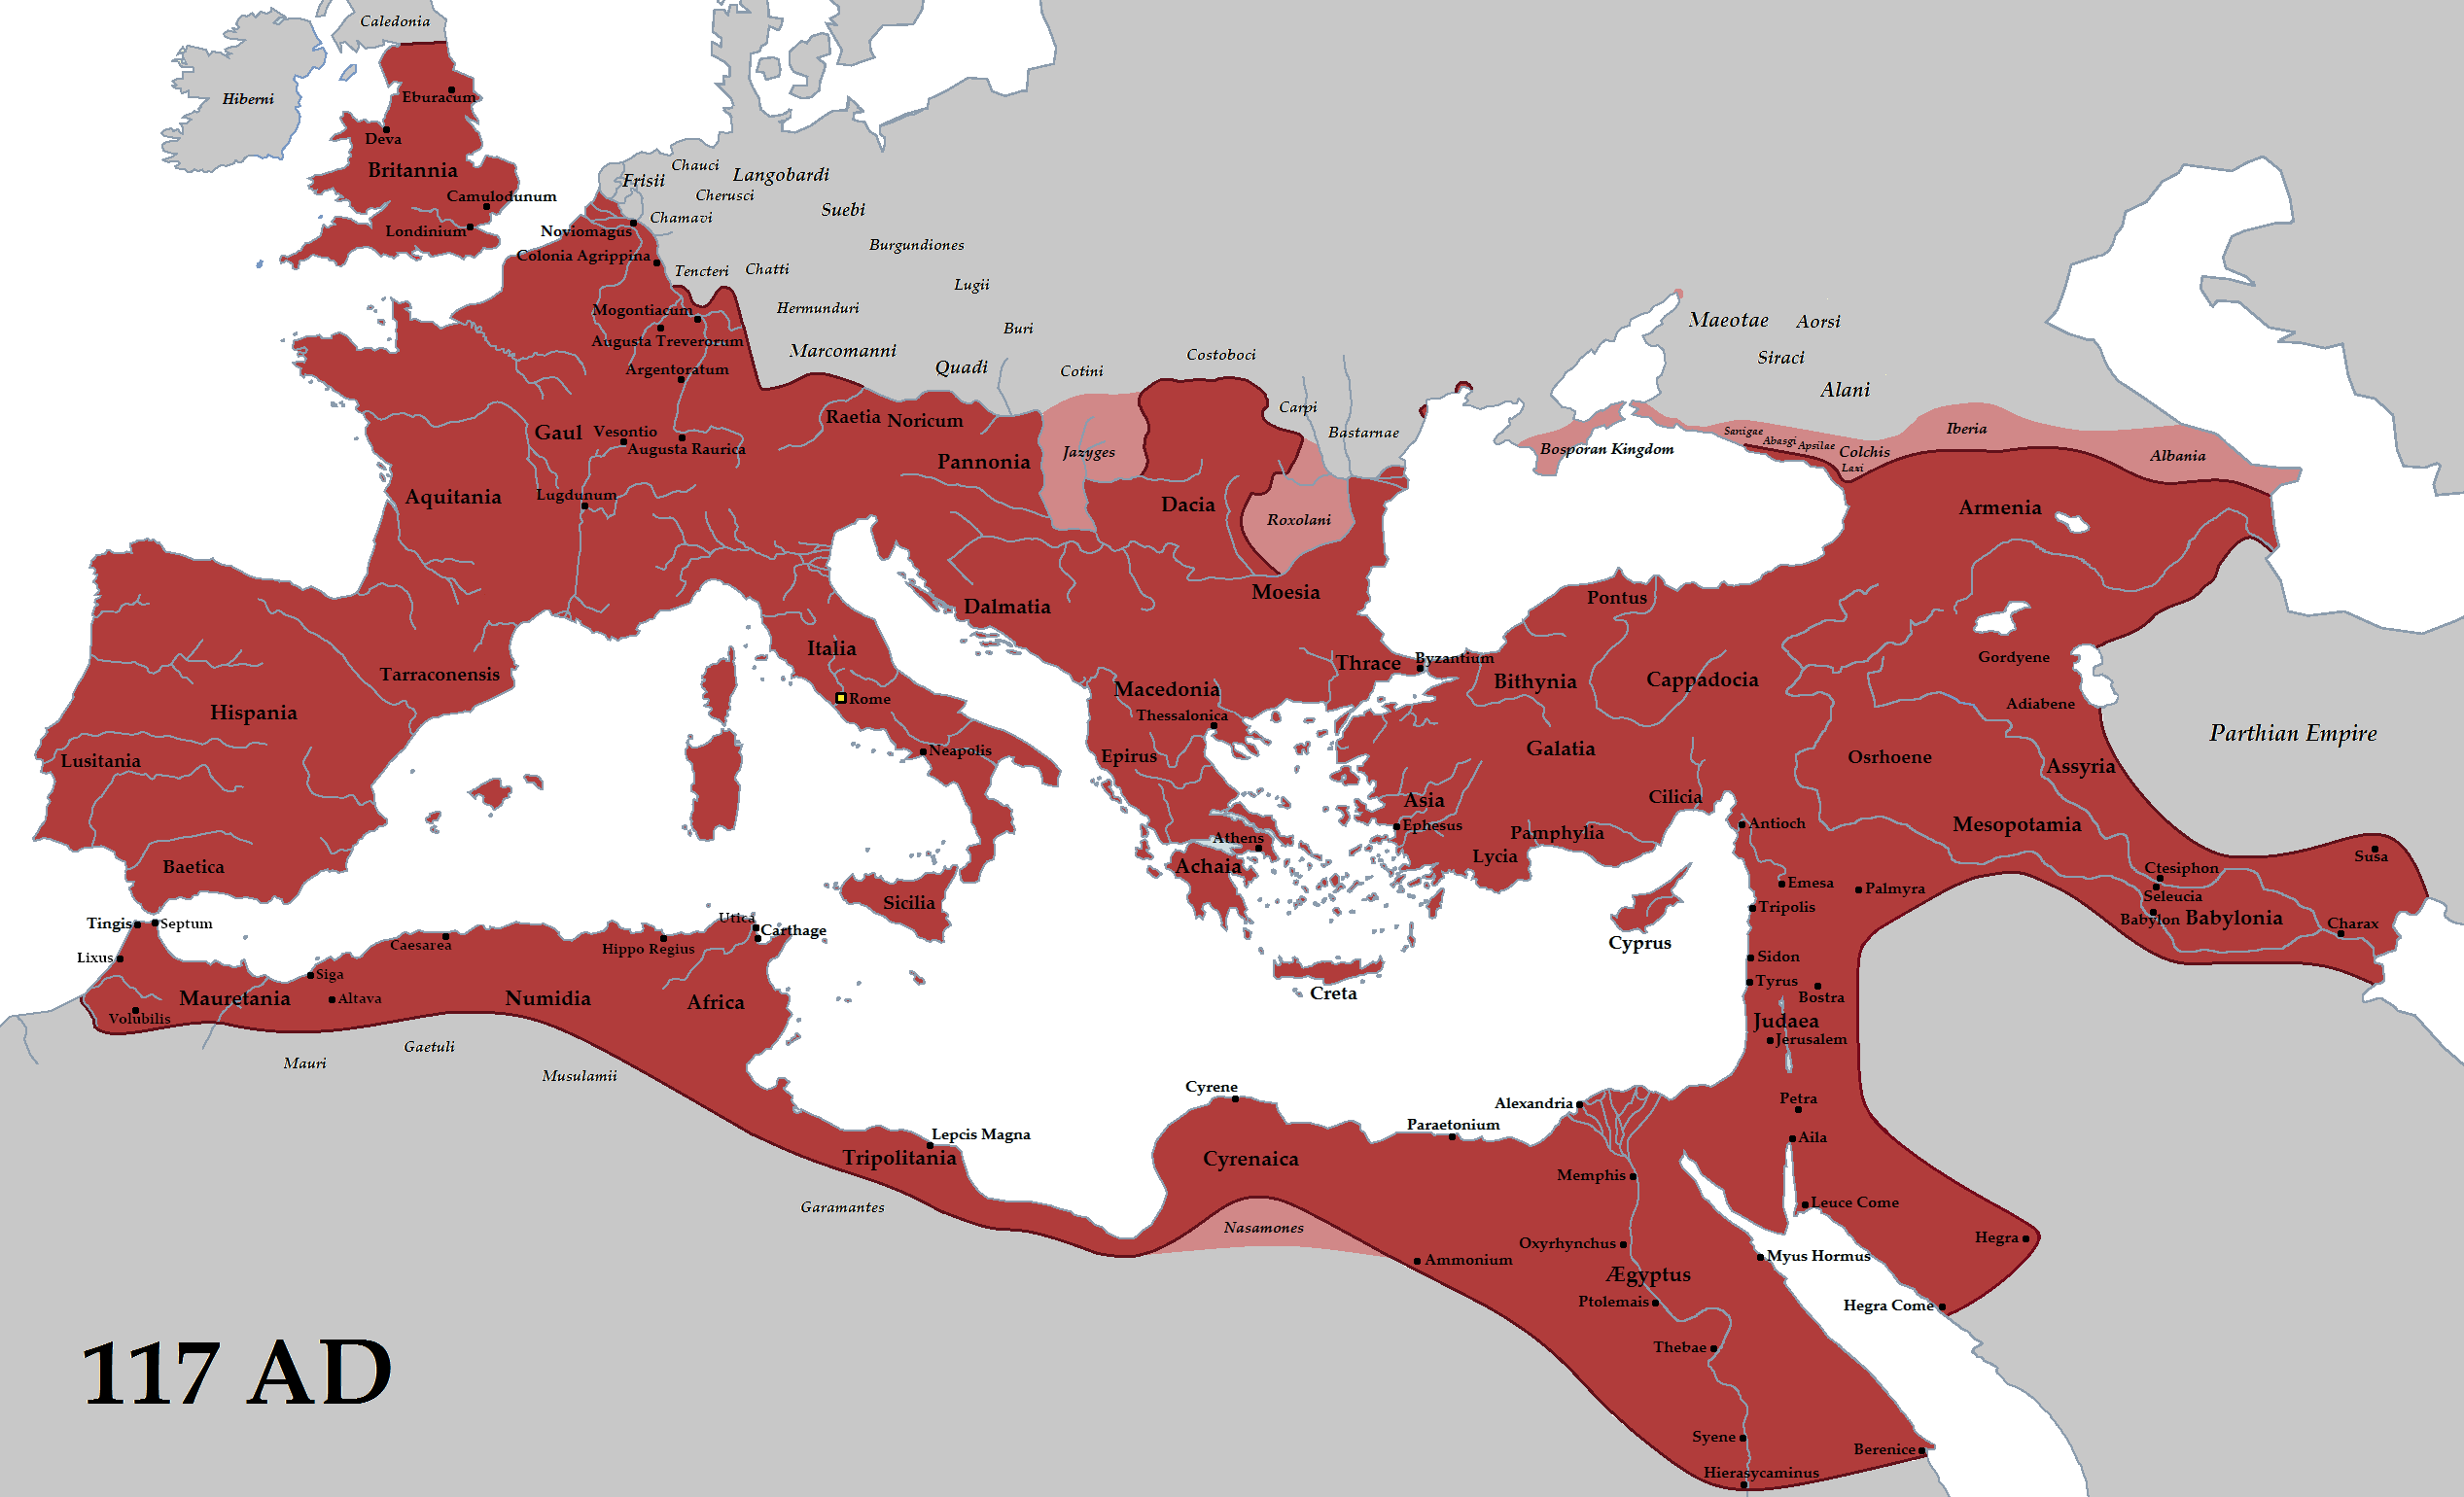 Caledonia
Hiberni
Eburacum
Deva
Britannia
Camulodunum
Londinium
Chauci
Frisii
Langobardi
Cherusci
Chamavi
Suebi
Noviomagus
Burgundiones
Colonia Agrippina
Tencteri
Chatti
Lugii
Mogontiacum
Hermunduri
Buri
Augusta Treverorum
Marcomanni
Argentoratum
Quadi
Cotini
Costoboci
Maeotae
Aorsi
Siraci
Alani
Carpi
Bastarnae
Raetia
Noricum
Gaul
Vesontio
Augusta Raurica
Pannonia
Jazyges
Bosporan Kingdom
Sanigae
Abasgi
Apsilae
Colchis
Laxi
Iberia
Albania
Aquitania
Lugdunum
Dacia
Roxolani
Armenia
Dalmatia
Moesia
Pontus
Italia
Tarraconensis
Thrace
Byzantium
Gordyene
Hispania
Rome
Macedonia
Thessalonica
Bithynia
Cappadocia
Adiabene
Parthian Empire
Lusitania
Neapolis
Epirus
Galatia
Osrhoene
Assyria
Asia
Ephesus
Cilicia
Antioch
Mesopotamia
Athens
Pamphylia
Lycia
Achaia
Baetica
Susa
Ctesiphon
Emesa
Palmyra
Seleucia
Sicilia
Tripolis
Babylon
Babylonia
Charax
Tingis
Septum
Utica
Carthage
Caesarea
Hippo Regius
Cyprus
Lixus
Siga
Sidon
Creta
Tyrus
Bostra
Mauretania
Altava
Numidia
Africa
Volubilis
Judaea
Jerusalem
Mauri
Gaetuli
Musulamii
Cyrene
Alexandria
Petra
Paraetonium
Lepcis Magna
Aila
Tripolitania
Cyrenaica
Memphis
Garamantes
Leuce Come
Nasamones
Oxyrhynchus
Hegra
Ammonium
Myus Hormus
Ægyptus
Ptolemais
Hegra Come
Thebae
117 AD
Syene
Berenice
Hierasycaminus